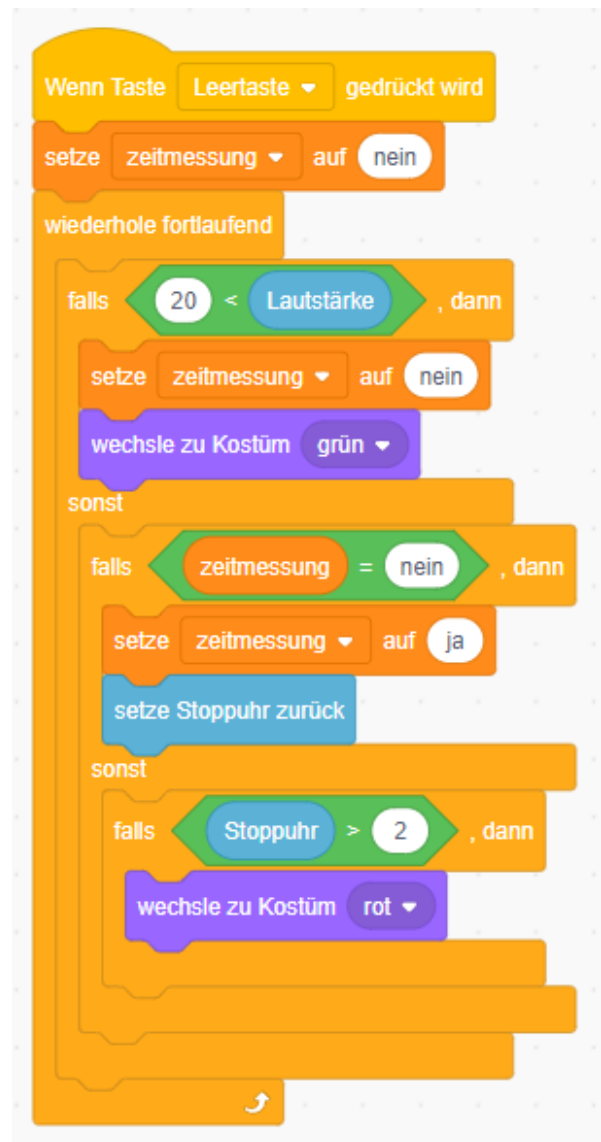 Wenn Taste Leertaste gedrückt wird
setze zeitmessung auf nein
wiederhole fortlaufend
falls 20 < Lautstärke , dann
setze zeitmessung auf nein
wechsle zu Kostüm grün
sonst
falls zeitmessung = nein , dann
setze zeitmessung auf ja
setze Stoppuhr zurück
sonst
falls Stoppuhr > 2 , dann
wechsle zu Kostüm rot